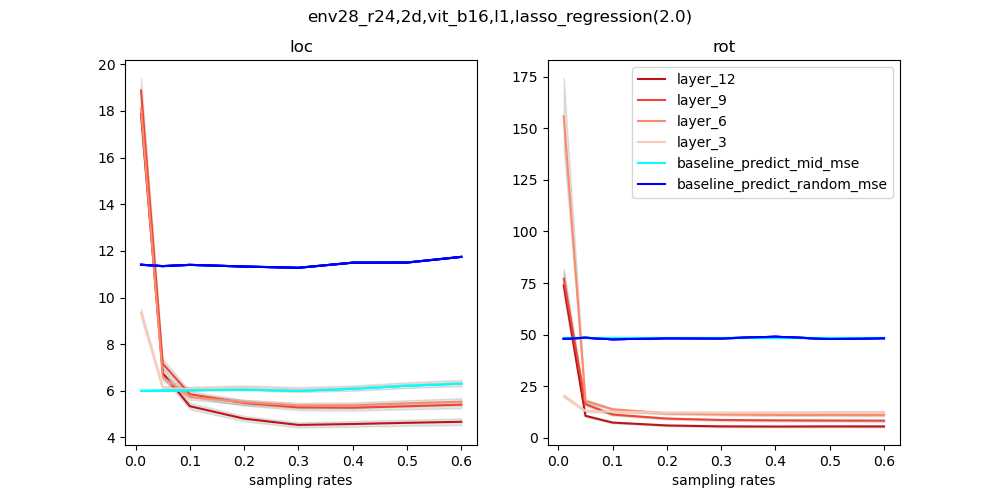 env28_r24,2d,vit_b16,l1,lasso_regression(2.0)
loc
20
18
16
14
12
10
8
6
4
0.0 0.1 0.2 0.3 0.4 0.5 0.6
sampling rates
rot
175
150
125
100
75
50
25
0
0.0 0.1 0.2 0.3 0.4 0.5 0.6
sampling rates
layer_12
layer_9
layer_6
layer_3
baseline_predict_mid_mse
baseline_predict_random_mse